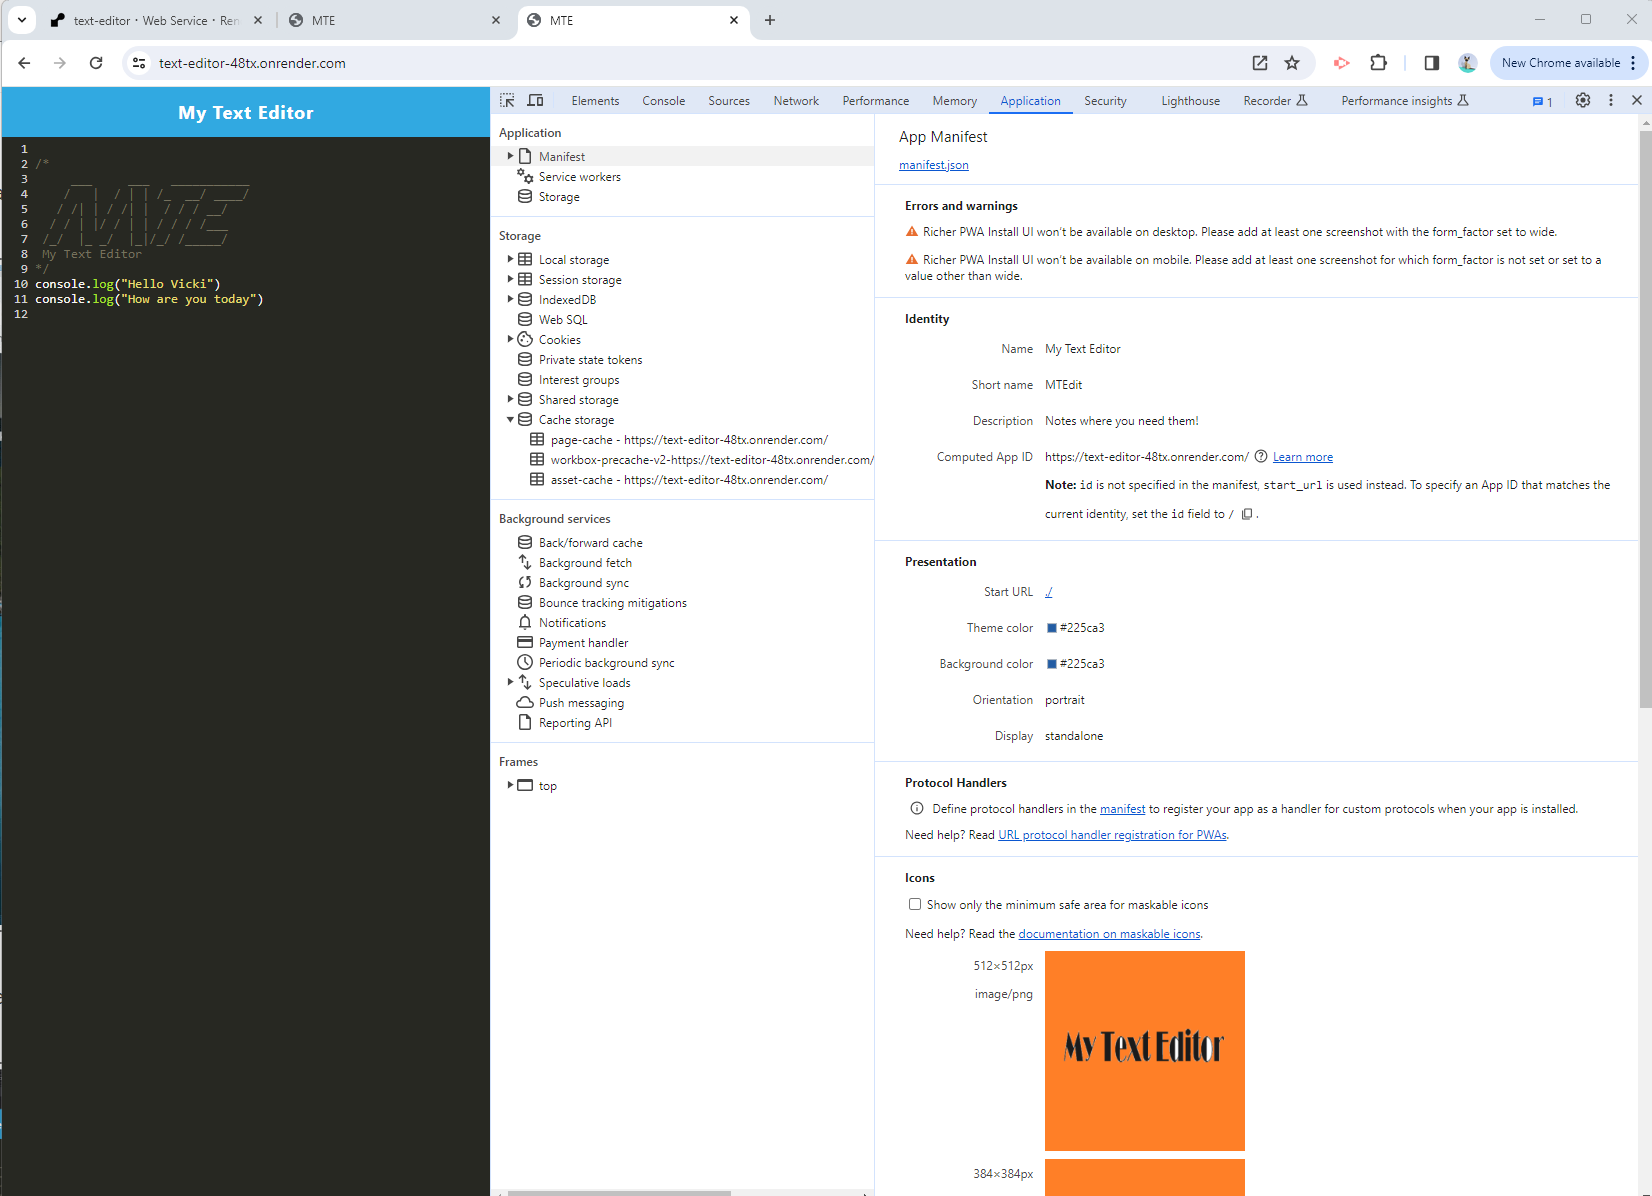 text-editor · Web Service · Ren
MTE
MTE
text-editor-48tx.onrender.com
New Chrome available
My Text Editor
1
2 /*
3 ___ ___ ___________
4 / | / | | /_ __/ ____/
5 / /| | / /| | / / / __/
6 / / | |/ / | | / / / /___
7 /_/ |_ _/ |_|/_/ /_____/
8 My Text Editor
9 */
10 console.log("Hello Vicki")
11 console.log("How are you today")
12
Elements Console Sources Network Performance Memory Application Security Lighthouse Recorder Performance insights 1
Application
Manifest
Service workers
Storage
Storage
Local storage
Session storage
IndexedDB
Web SQL
Cookies
Private state tokens
Interest groups
Shared storage
Cache storage
page-cache - https://text-editor-48tx.onrender.com/
workbox-precache-v2-https://text-editor-48tx.onrender.com/
asset-cache - https://text-editor-48tx.onrender.com/
Background services
Back/forward cache
Background fetch
Background sync
Bounce tracking mitigations
Notifications
Payment handler
Periodic background sync
Speculative loads
Push messaging
Reporting API
Frames
top
App Manifest
manifest.json
Errors and warnings
Richer PWA Install UI won't be available on desktop. Please add at least one screenshot with the form_factor set to wide.
Richer PWA Install UI won't be available on mobile. Please add at least one screenshot for which form_factor is not set or set to a
value other than wide.
Identity
Name My Text Editor
Short name MTEdit
Description Notes where you need them!
Computed App ID https://text-editor-48tx.onrender.com/ Learn more
Note: id is not specified in the manifest, start_url is used instead. To specify an App ID that matches the
current identity, set the id field to / .
Presentation
Start URL ./
Theme color #225ca3
Background color #225ca3
Orientation portrait
Display standalone
Protocol Handlers
Define protocol handlers in the manifest to register your app as a handler for custom protocols when your app is installed.
Need help? Read URL protocol handler registration for PWAs.
Icons
Show only the minimum safe area for maskable icons
Need help? Read the documentation on maskable icons.
512×512px
image/png
My Text Editor
384×384px